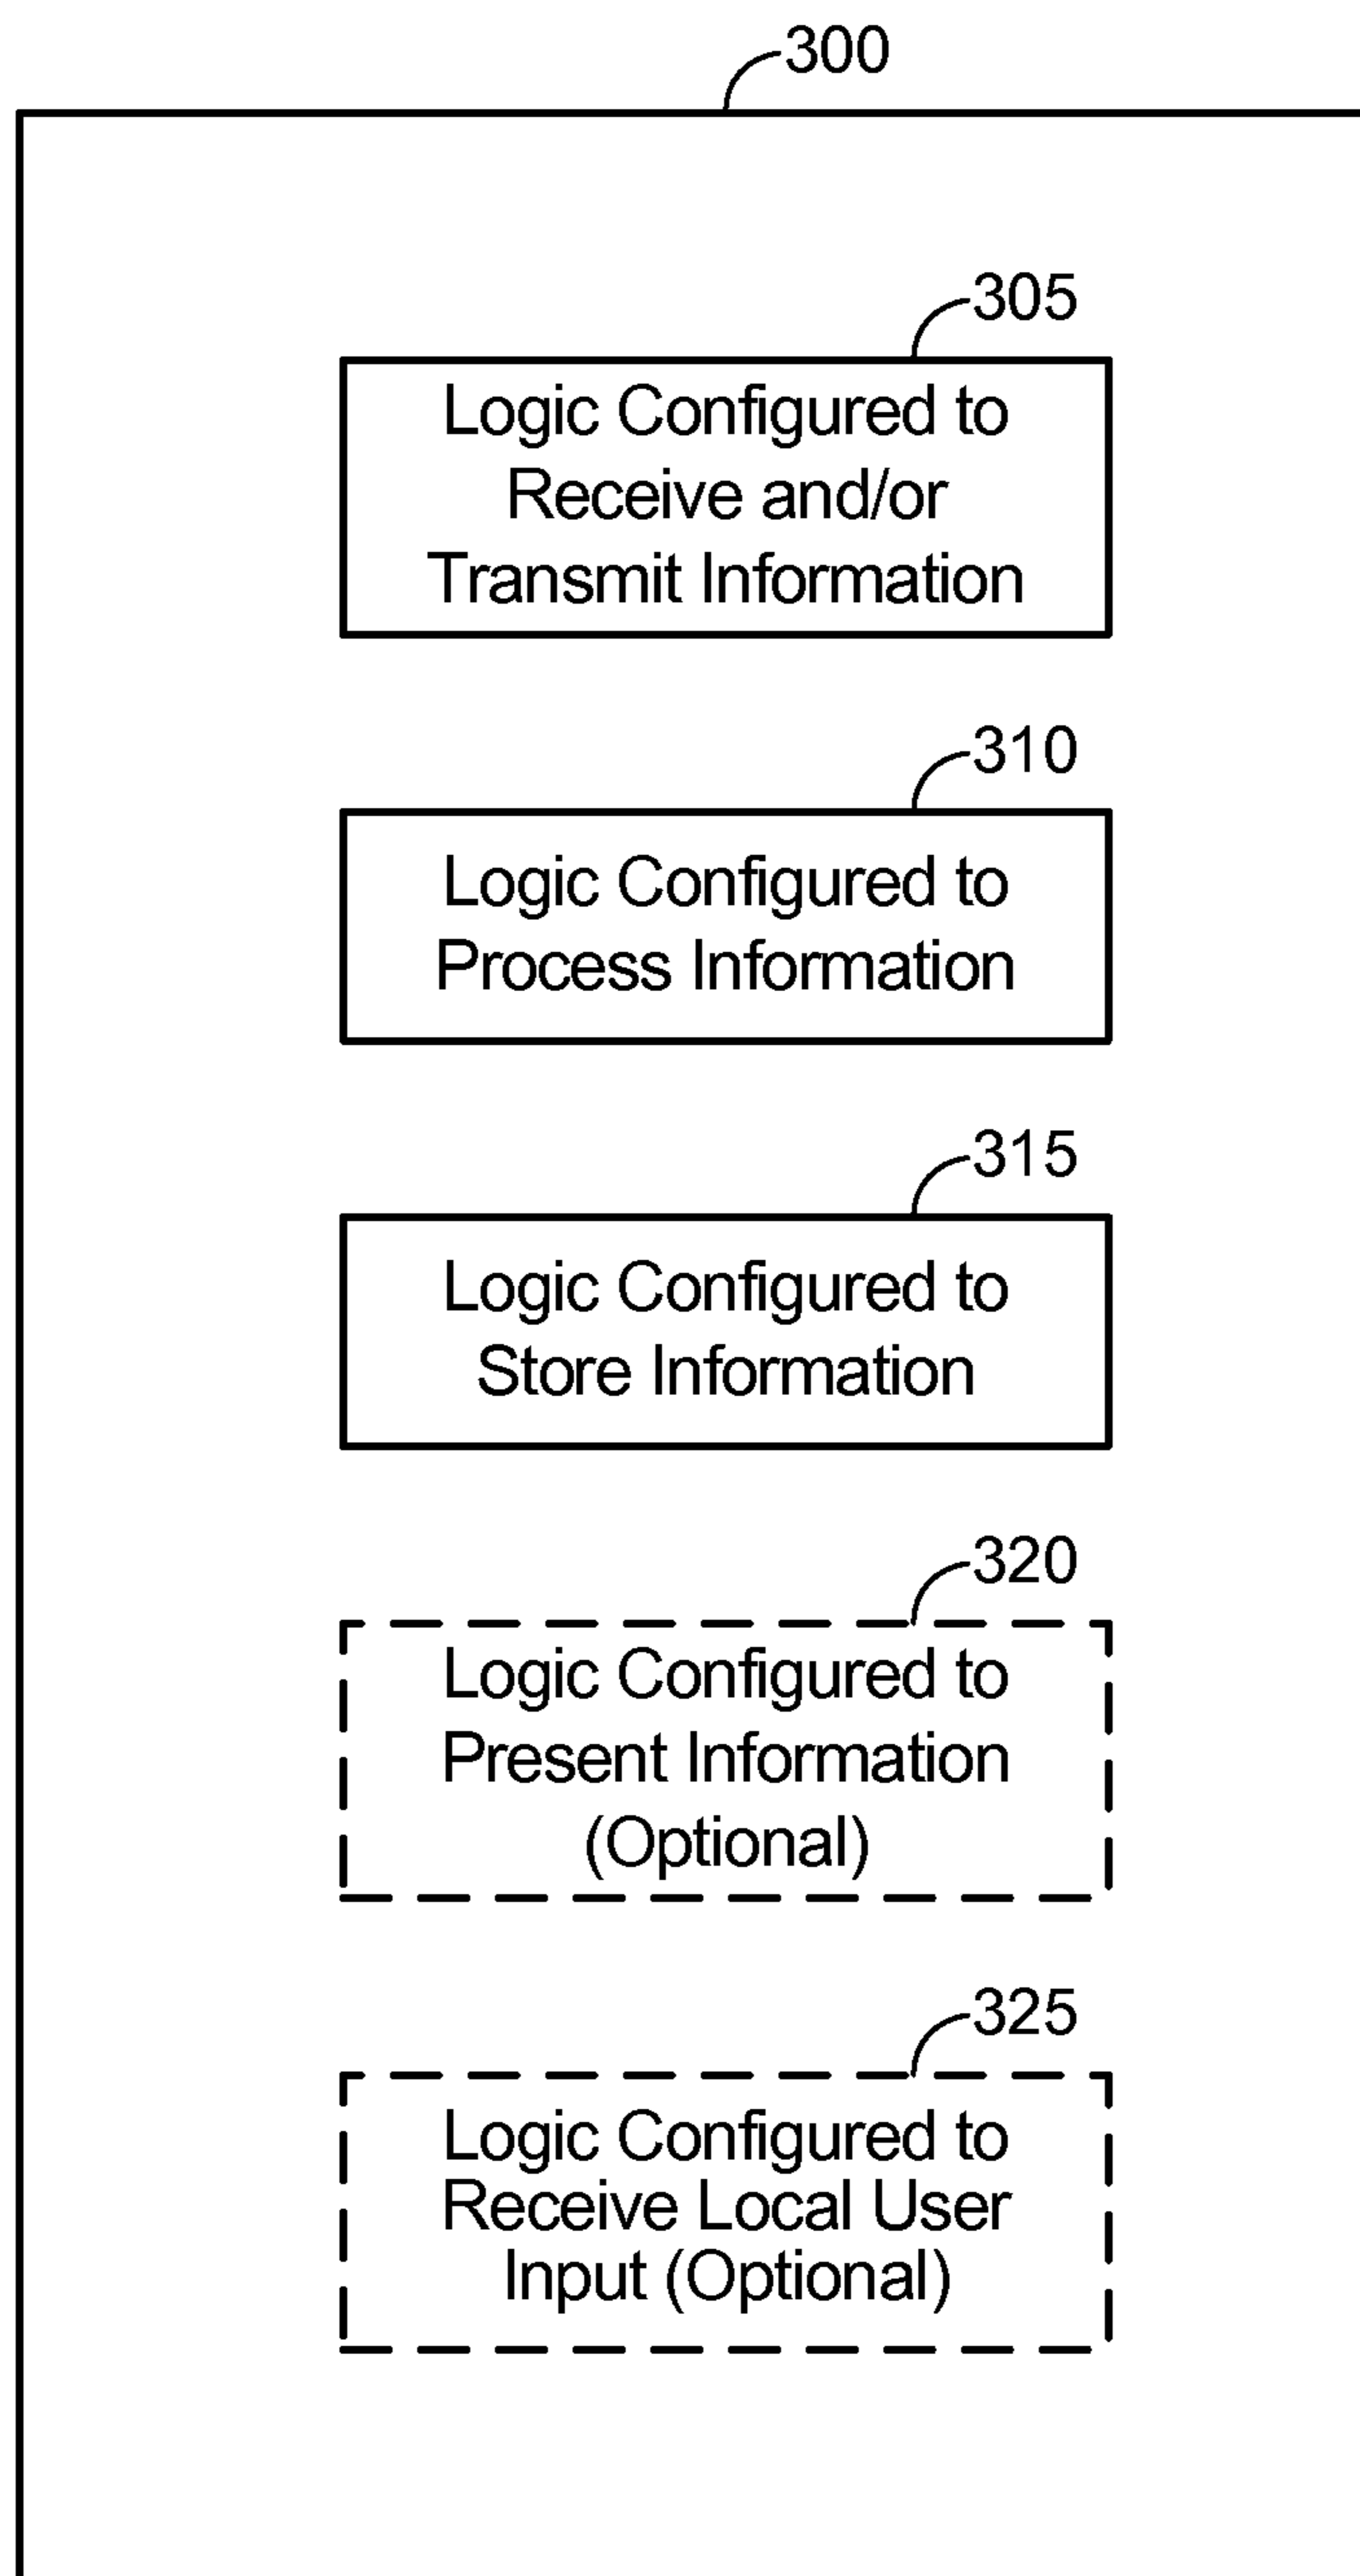 300
305
Logic Configured to
Receive and/or
Transmit Information
310
Logic Configured to
Process Information
315
Logic Configured to
Store Information
320
Logic Configured to
Present Information
(Optional)
325
Logic Configured to
Receive Local User
Input (Optional)